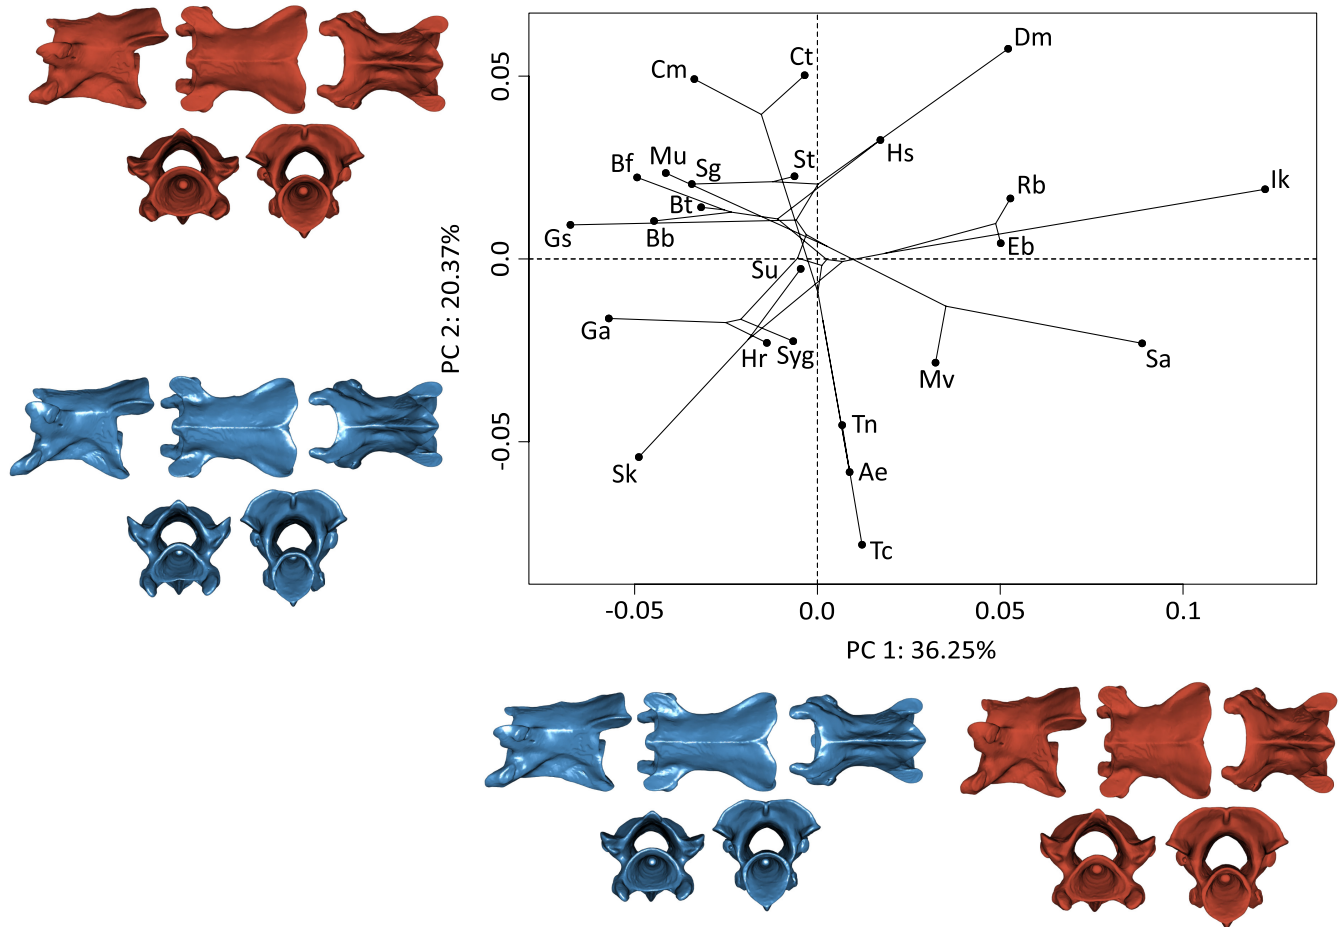 Dm
Ct
Cm
0.05
Hs
St
Mu
Sg
Bf
Ik
Rb
Bt
Gs
Bb
Eb
0.0
Su
PC 2: 20.37%
Ga
Hr
Syg
Sa
Mv
Tn
-0.05
Sk
Ae
Tc
-0.05
0.0
0.05
0.1
PC 1: 36.25%